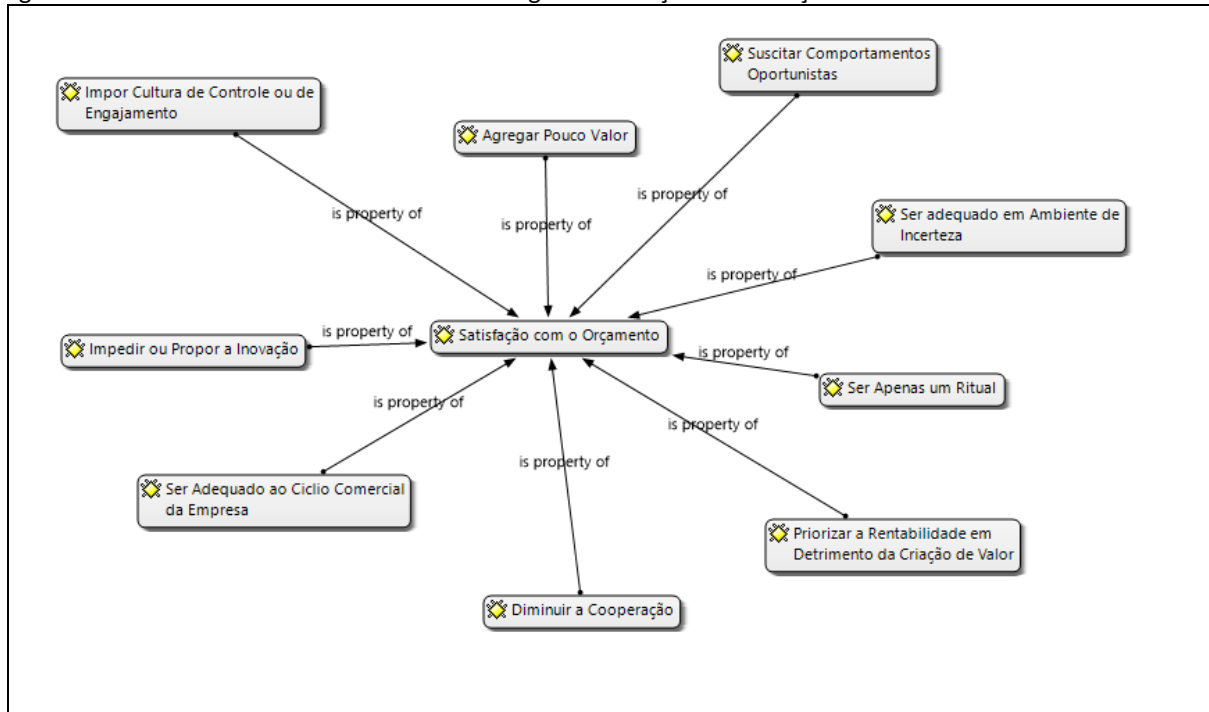 Suscitar Comportamentos
Oportunistas
Impor Cultura de Controle ou de
Engajamento
Agregar Pouco Valor
is property of
is property of
is property of
Ser adequado em Ambiente de
Incerteza
is property of
Satisfação com o Orçamento
is property of
Impedir ou Propor a Inovação
is property of
Ser Apenas um Ritual
is property of
is property of
is property of
Ser Adequado ao Ciclio Comercial
da Empresa
Priorizar a Rentabilidade em
Detrimento da Criação de Valor
Diminuir a Cooperação